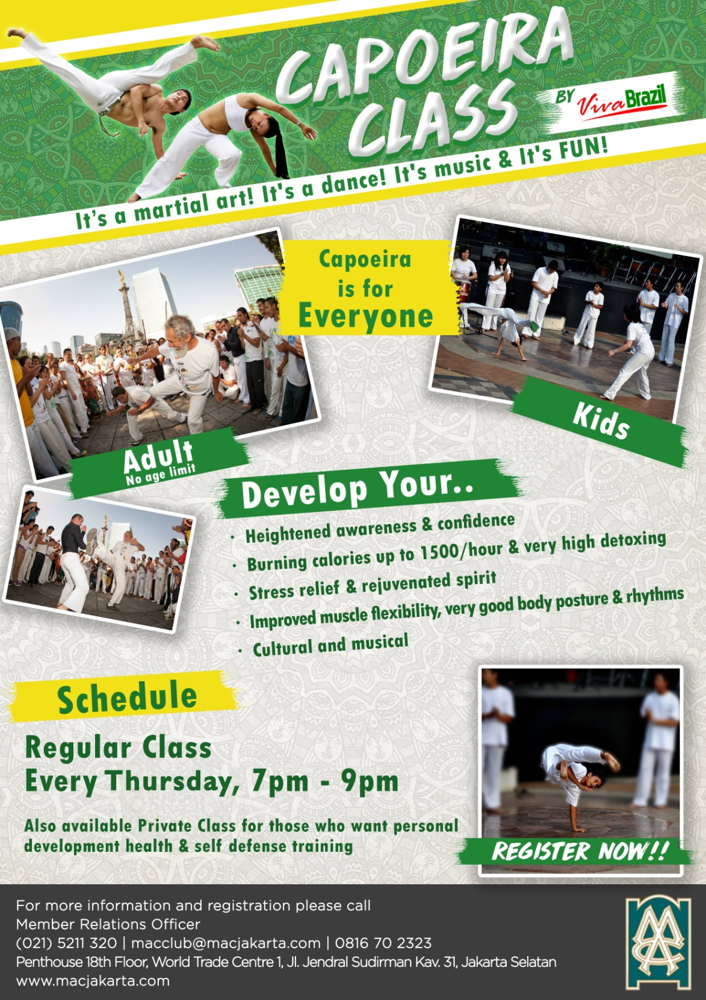 CAPOEIRA
CLASS
BY Viva Brazil
It's a martial art! It's a dance! It's music & It's FUN!
Capoeira
is for
Everyone
Adult
No age limit
Kids
Develop Your..
· Heightened awareness & confidence
· Burning calories up to 1500/hour & very high detoxing
· Stress relief & rejuvenated spirit
· Improved muscle flexibility, very good body posture & rhythms
· Cultural and musical
Schedule
Regular Class
Every Thursday, 7pm - 9pm
Also available Private Class for those who want personal
development health & self defense training
REGISTER NOW!!
For more information and registration please call
Member Relations Officer
(021) 5211 320 | macclub@macjakarta.com | 0816 70 2323
Penthouse 18th Floor, World Trade Centre 1, Jl. Jendral Sudirman Kav. 31, Jakarta Selatan
www.macjakarta.com